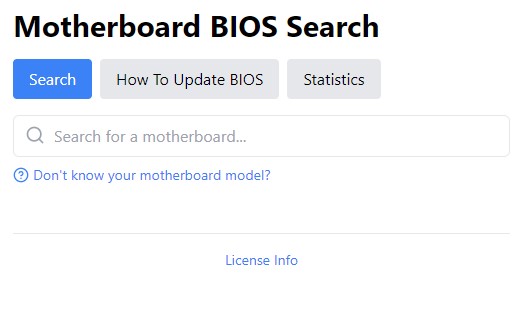 Motherboard BIOS Search
Search How To Update BIOS Statistics
Search for a motherboard...
Don't know your motherboard model?
License Info